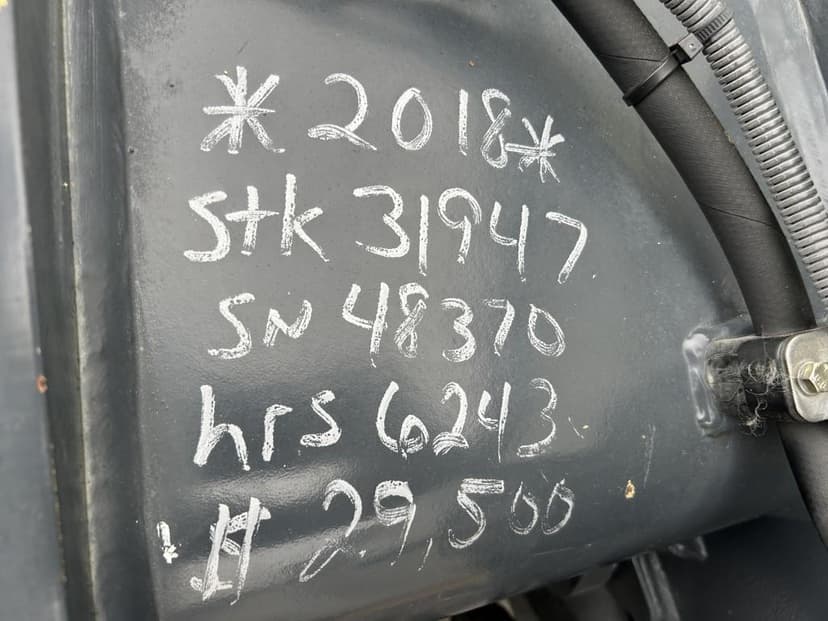 * 2018 *
Stk 31947
SN 48370
hrs 6243
$ 29,500